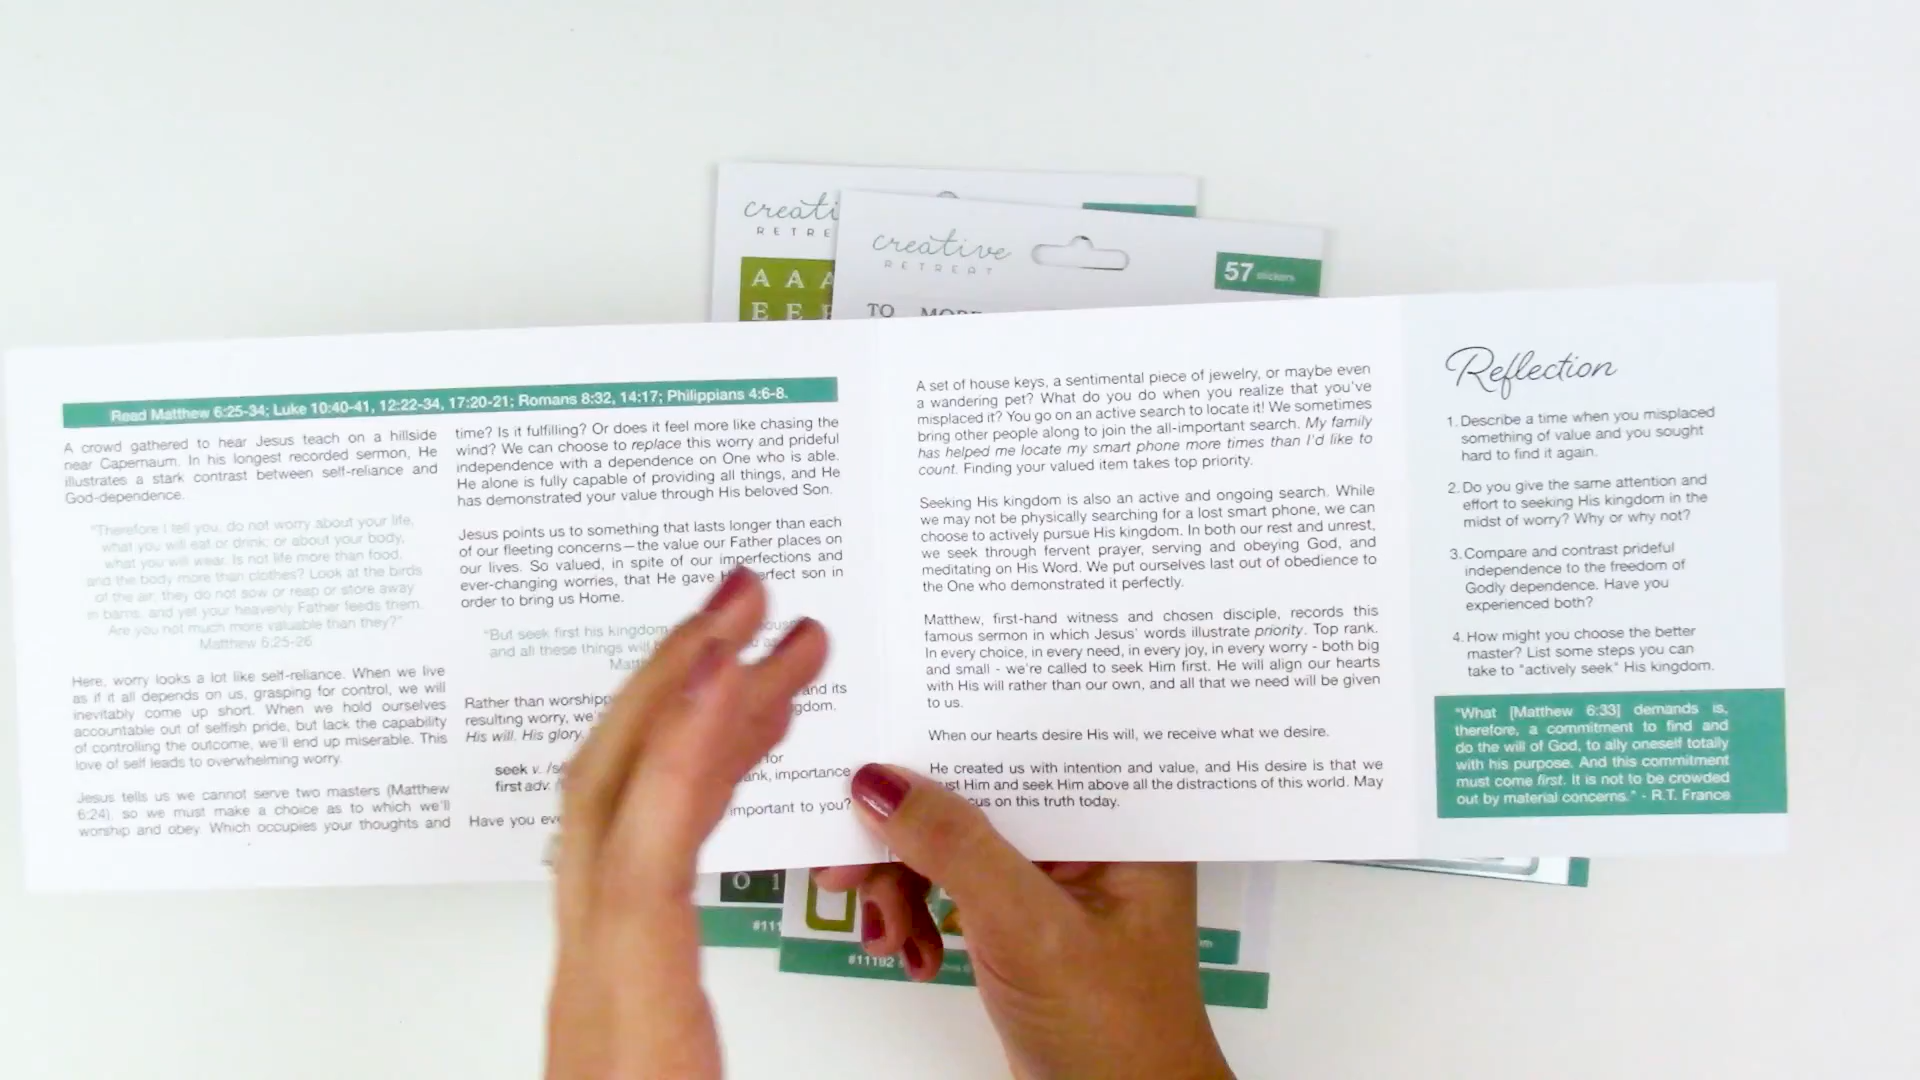 creati
RETRE
creative
RETREAT
57 stickers
A A A
E E E
TO MORE
Read Matthew 6:25-34; Luke 10:40-41, 12:22-34, 17:20-21; Romans 8:32, 14:17; Philippians 4:6-8.
A crowd gathered to hear Jesus teach on a hillside
near Capernaum. In his longest recorded sermon, He
illustrates a stark contrast between self-reliance and
God-dependence.
"Therefore I tell you, do not worry about your life,
what you will eat or drink; or about your body,
what you will wear. Is not life more than food,
and the body more than clothes? Look at the birds
of the air; they do not sow or reap or store away
in barns, and yet your heavenly Father feeds them.
Are you not much more valuable than they?"
Matthew 6:25-26
Here, worry looks a lot like self-reliance. When we live
as if it all depends on us, grasping for control, we will
inevitably come up short. When we hold ourselves
accountable out of selfish pride, but lack the capability
of controlling the outcome, we'll end up miserable. This
love of self leads to overwhelming worry.
Jesus tells us we cannot serve two masters (Matthew
6:24), so we must make a choice as to which we'll
worship and obey. Which occupies your thoughts and
time? Is it fulfilling? Or does it feel more like chasing the
wind? We can choose to replace this worry and prideful
independence with a dependence on One who is able.
He alone is fully capable of providing all things, and He
has demonstrated your value through His beloved Son.
Jesus points us to something that lasts longer than each
of our fleeting concerns—the value our Father places on
our lives. So valued, in spite of our imperfections and
ever-changing worries, that He gave perfect son in
order to bring us Home.
"But seek first his kingdom
and all these things will
Rather than worshipp and its
resulting worry, we' gdom.
His will. His glory.
seek v. for
first adv. ank, importance
Have you eve important to you?
A set of house keys, a sentimental piece of jewelry, or maybe even
a wandering pet? What do you do when you realize that you've
misplaced it? You go on an active search to locate it! We sometimes
bring other people along to join the all-important search. My family
has helped me locate my smart phone more times than I'd like to
count. Finding your valued item takes top priority.
Seeking His kingdom is also an active and ongoing search. While
we may not be physically searching for a lost smart phone, we can
choose to actively pursue His kingdom. In both our rest and unrest,
we seek through fervent prayer, serving and obeying God, and
meditating on His Word. We put ourselves last out of obedience to
the One who demonstrated it perfectly.
Matthew, first-hand witness and chosen disciple, records this
famous sermon in which Jesus' words illustrate priority. Top rank.
In every choice, in every need, in every joy, in every worry - both big
and small - we're called to seek Him first. He will align our hearts
with His will rather than our own, and all that we need will be given
to us.
When our hearts desire His will, we receive what we desire.
He created us with intention and value, and His desire is that we
ust Him and seek Him above all the distractions of this world. May
cus on this truth today.
Reflection
1. Describe a time when you misplaced
something of value and you sought
hard to find it again.
2. Do you give the same attention and
effort to seeking His kingdom in the
midst of worry? Why or why not?
3. Compare and contrast prideful
independence to the freedom of
Godly dependence. Have you
experienced both?
4. How might you choose the better
master? List some steps you can
take to "actively seek" His kingdom.
"What [Matthew 6:33] demands is,
therefore, a commitment to find and
do the will of God, to ally oneself totally
with his purpose. And this commitment
must come first. It is not to be crowded
out by material concerns." - R.T. France
#111
#11192